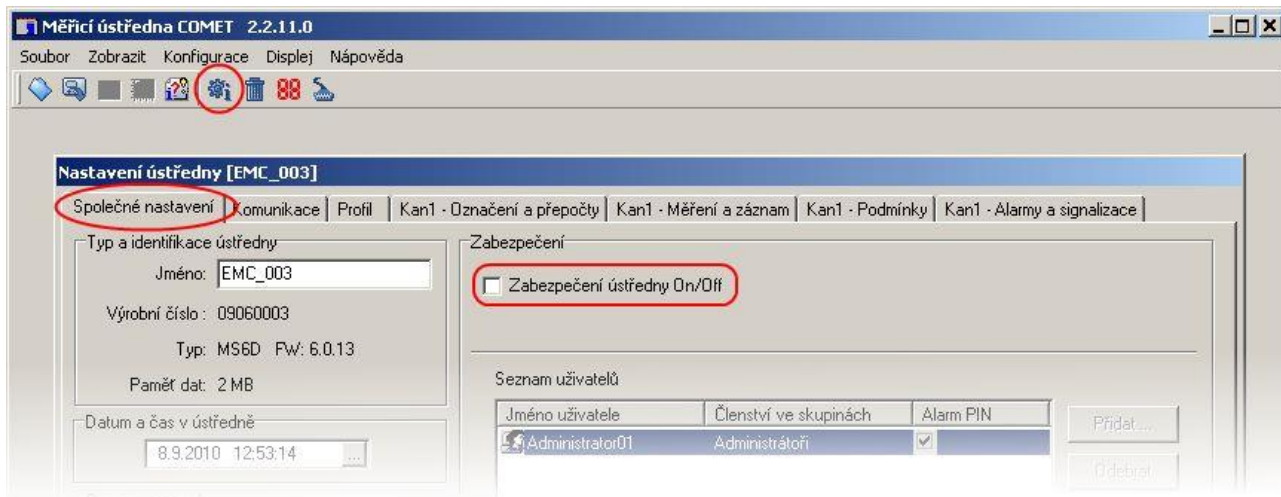 Měřicí ústředna COMET 2.2.11.0
Soubor Zobrazit Konfigurace Displej Nápověda
88
Nastavení ústředny [EMC_003]
Společné nastavení Komunikace Profil Kan1 - Označení a přepočty Kan1 - Měření a záznam Kan1 - Podmínky Kan1 - Alarmy a signalizace
Typ a identifikace ústředny
Jméno: EMC_003
Výrobní číslo : 09060003
Typ: MS6D FW: 6.0.13
Paměť dat: 2 MB
Datum a čas v ústředně
8.9.2010 12:53:14 ...
Zabezpečení
Zabezpečení ústředny On/Off
Seznam uživatelů
Jméno uživatele Členství ve skupinách Alarm PIN
Administrator01 Administrátoři
Přidat...
Odebrat